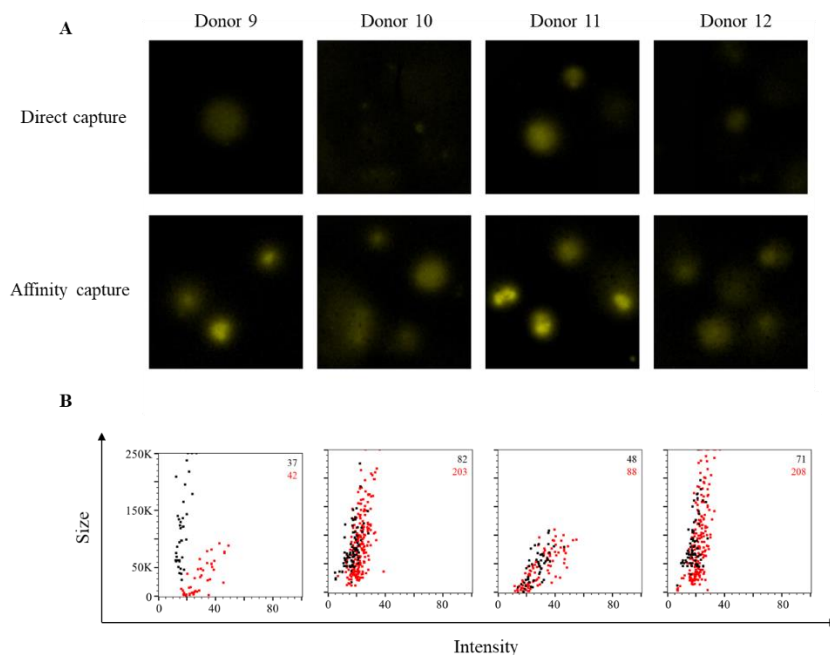 A
Donor 9 Donor 10 Donor 11 Donor 12
Direct capture
Affinity capture
B
Size
250K
200K
150K
100K
50K
0
37
42
82
203
48
88
71
208
0 40 80
0 40 80
0 40 80
0 40 80
Intensity